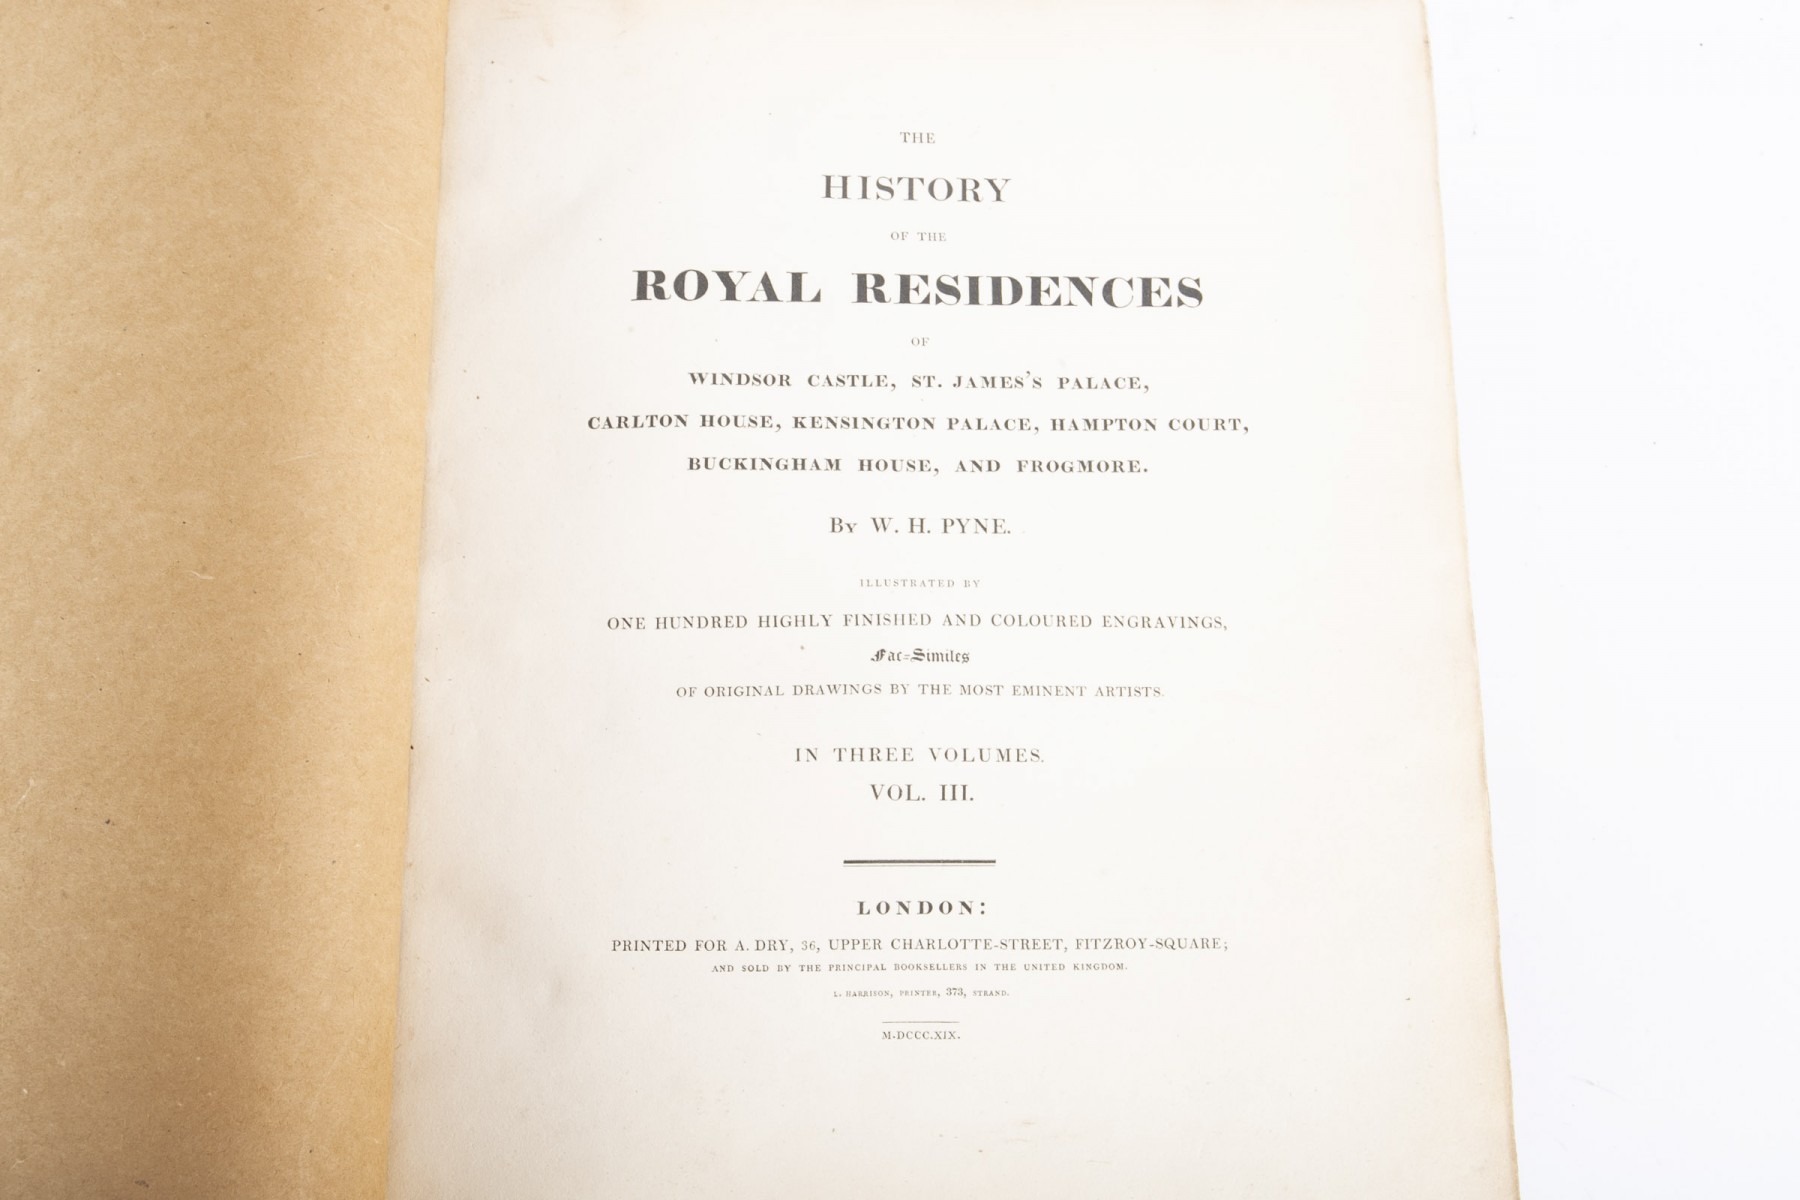 THE
HISTORY
OF THE
ROYAL RESIDENCES
OF
WINDSOR CASTLE, ST. JAMES'S PALACE,
CARLTON HOUSE, KENSINGTON PALACE, HAMPTON COURT,
BUCKINGHAM HOUSE, AND FROGMORE.
By W. H. PYNE.
ILLUSTRATED BY
ONE HUNDRED HIGHLY FINISHED AND COLOURED ENGRAVINGS,
Fac=Similes
OF ORIGINAL DRAWINGS BY THE MOST EMINENT ARTISTS.
IN THREE VOLUMES.
VOL. III.
LONDON:
PRINTED FOR A. DRY, 36, UPPER CHARLOTTE-STREET, FITZROY-SQUARE;
AND SOLD BY THE PRINCIPAL BOOKSELLERS IN THE UNITED KINGDOM.
L. HARRISON, PRINTER, 373, STRAND.
M.DCCC.XIX.